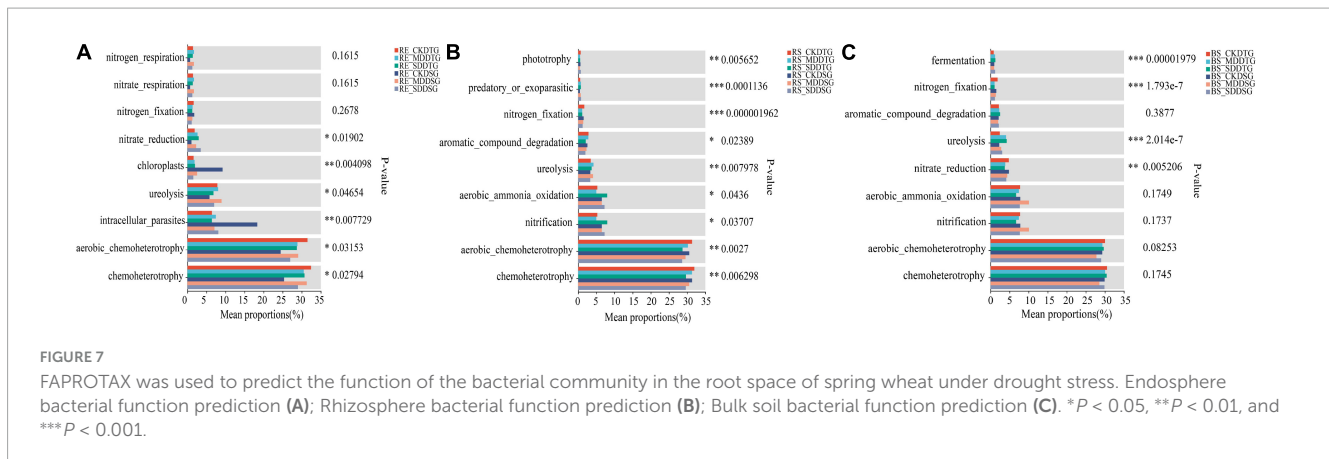 A
nitrogen_respiration
nitrate_respiration
nitrogen_fixation
nitrate_reduction
chloroplasts
ureolysis
intracellular_parasites
aerobic_chemoheterotrophy
chemoheterotrophy
0.1615
0.1615
0.2678
* 0.01902
** 0.004098
* 0.04654
** 0.007729
* 0.03153
* 0.02794
P-value
RE_CKDTG
RE_MDDTG
RE_SDDTG
RE_CKDSG
RE_MDDSG
RE_SDDSG
0 5 10 15 20 25 30 35
Mean proportions(%)
B
phototrophy
predatory_or_exoparasitic
nitrogen_fixation
aromatic_compound_degradation
ureolysis
aerobic_ammonia_oxidation
nitrification
aerobic_chemoheterotrophy
chemoheterotrophy
** 0.005652
*** 0.0001136
*** 0.000001962
* 0.02389
** 0.007978
* 0.0436
* 0.03707
** 0.0027
** 0.006298
P-value
RS_CKDTG
RS_MDDTG
RS_SDDTG
RS_CKDSG
RS_MDDSG
RS_SDDSG
0 5 10 15 20 25 30 35
Mean proportions(%)
C
fermentation
nitrogen_fixation
aromatic_compound_degradation
ureolysis
nitrate_reduction
aerobic_ammonia_oxidation
nitrification
aerobic_chemoheterotrophy
chemoheterotrophy
*** 0.00001979
*** 1.793e-7
0.3877
*** 2.014e-7
** 0.005206
0.1749
0.1737
0.08253
0.1745
P-value
BS_CKDTG
BS_MDDTG
BS_SDDTG
BS_CKDSG
BS_MDDSG
BS_SDDSG
0 5 10 15 20 25 30 35
Mean proportions(%)
FIGURE 7
FAPROTAX was used to predict the function of the bacterial community in the root space of spring wheat under drought stress. Endosphere
bacterial function prediction (A); Rhizosphere bacterial function prediction (B); Bulk soil bacterial function prediction (C). *P < 0.05, **P < 0.01, and
***P < 0.001.